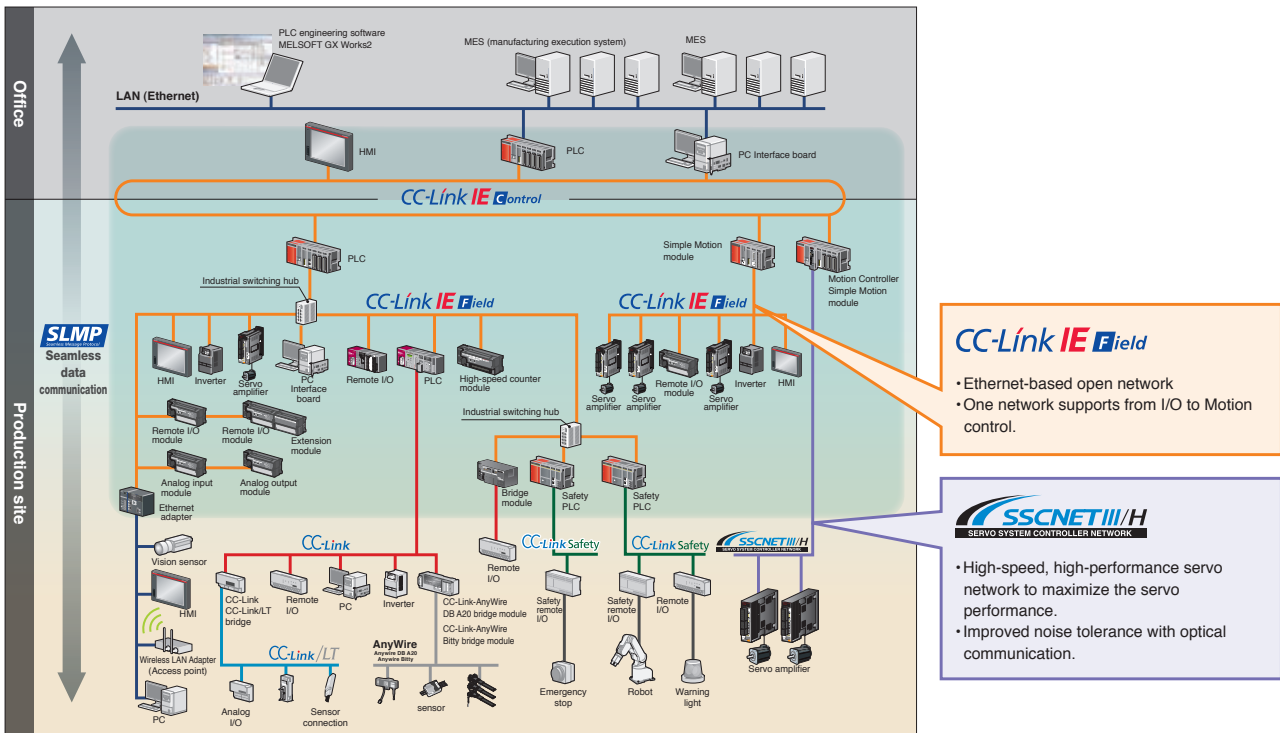 Office
Production site
SLMP
Seamless Message Protocol
Seamless
data
communication
PLC engineering software
MELSOFT GX Works2
MES (manufacturing execution system)
MES
LAN (Ethernet)
HMI
PLC
PC Interface board
CC-Link IE Control
PLC
Simple Motion
module
Motion Controller
Simple Motion
module
Industrial switching hub
CC-Link IE Field
CC-Link IE Field
HMI
Inverter
Servo
amplifier
PC
Interface
board
Remote I/O
PLC
High-speed counter
module
Servo
amplifier
Servo
amplifier
Remote I/O
module
Servo
amplifier
Inverter
HMI
Remote I/O
module
Remote I/O
module
Extension
module
Industrial switching hub
Analog input
module
Analog output
module
Bridge
module
Safety
PLC
Safety
PLC
Ethernet
adapter
CC-Link
CC-Link Safety
CC-Link Safety
SSCNET III/H
SERVO SYSTEM CONTROLLER NETWORK
Vision sensor
HMI
Wireless LAN Adapter
(Access point)
PC
CC-Link
CC-Link/LT
bridge
Remote
I/O
PC
Inverter
CC-Link-AnyWire
DB A20 bridge module
CC-Link-AnyWire
Bitty bridge module
Remote
I/O
Safety
remote
I/O
Safety
remote
I/O
Remote
I/O
CC-Link/LT
AnyWire
Anywire DB A20
Anywire Bitty
Analog
I/O
Sensor
connection
sensor
Emergency
stop
Robot
Warning
light
Servo amplifier
CC-Link IE Field
・Ethernet-based open network
・One network supports from I/O to Motion
control.
SSCNET III/H
SERVO SYSTEM CONTROLLER NETWORK
・High-speed, high-performance servo
network to maximize the servo
performance.
・Improved noise tolerance with optical
communication.